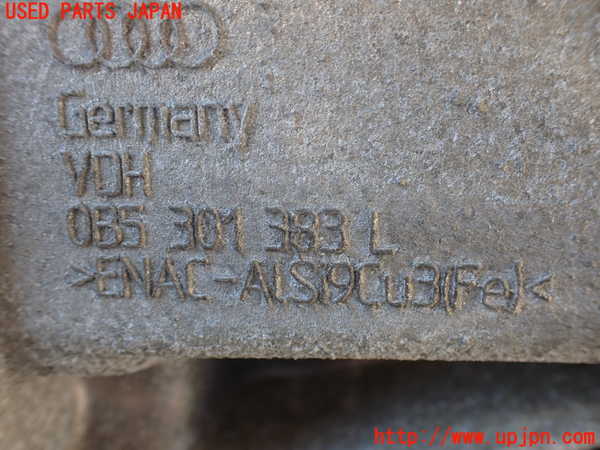 USED PARTS JAPAN
Germany
VDH
0B5 301 383 L
>ENAC-AlSi9Cu3(Fe)<
http://www.upjpn.com/